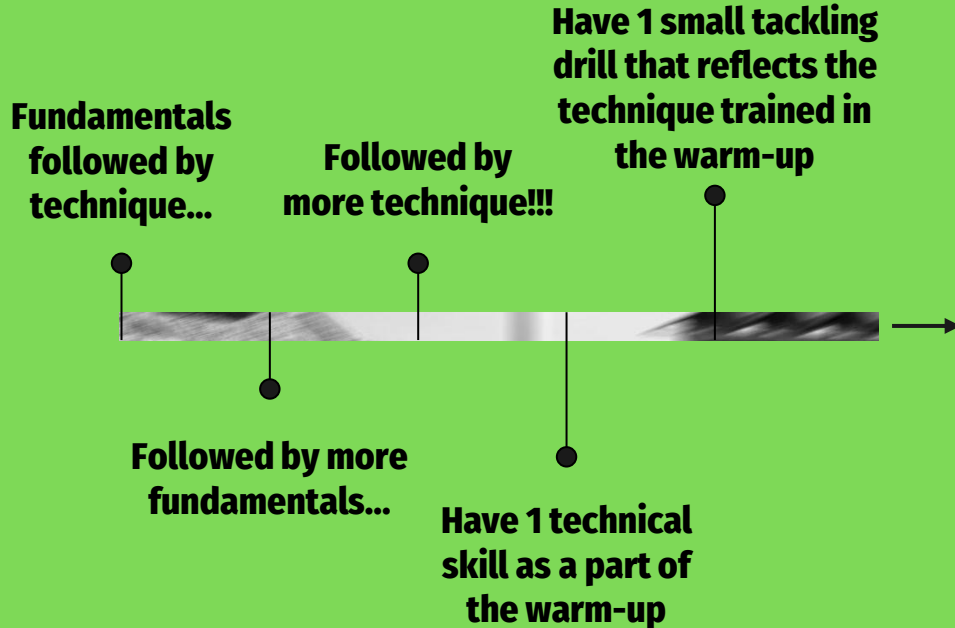 Fundamentals
followed by
technique...
Followed by more
fundamentals...
Followed by
more technique!!!
Have 1 technical
skill as a part of
the warm-up
Have 1 small tackling
drill that reflects the
technique trained in
the warm-up